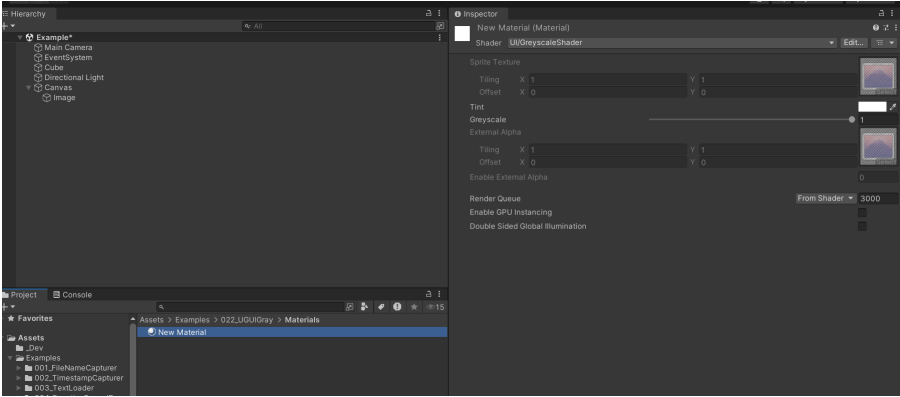 Hierarchy
All
Example*
Main Camera
EventSystem
Cube
Directional Light
Canvas
Image
Project
Console
15
Favorites
Assets
_Dev
Examples
001_FileNameCapturer
002_TimestampCapturer
003_TextLoader
Assets > Examples > 022_UGUIGray > Materials
New Material
Inspector
New Material (Material)
Shader UI/GreyscaleShader Edit...
Sprite Texture
Tiling X 1 Y 1
Offset X 0 Y 0
Select
Tint
Greyscale 1
External Alpha
Tiling X 1 Y 1
Offset X 0 Y 0
Select
Enable External Alpha 0
Render Queue From Shader 3000
Enable GPU Instancing
Double Sided Global Illumination